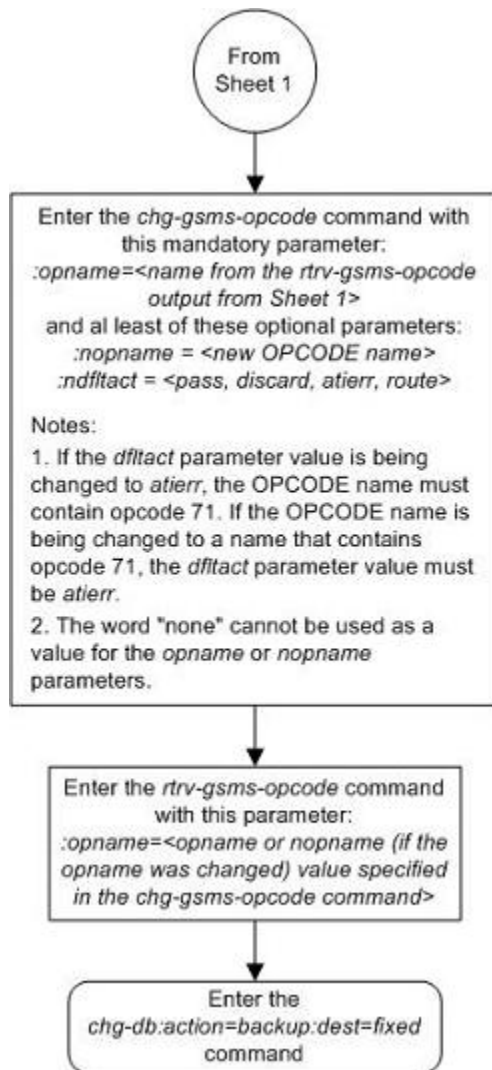 From
Sheet 1
Enter the chg-gsms-opcode command with
this mandatory parameter:
:opname=<name from the rtrv-gsms-opcode
output from Sheet 1>
and al least of these optional parameters:
:nopname = <new OPCODE name>
:ndfltact = <pass, discard, atierr, route>
Notes:
1. If the dfltact parameter value is being
changed to atierr, the OPCODE name must
contain opcode 71. If the OPCODE name is
being changed to a name that contains
opcode 71, the dfltact parameter value must
be atierr.
2. The word "none" cannot be used as a
value for the opname or nopname
parameters.
Enter the rtrv-gsms-opcode command
with this parameter:
:opname=<opname or nopname (if the
opname was changed) value specified
in the chg-gsms-opcode command>
Enter the
chg-db:action=backup:dest=fixed
command